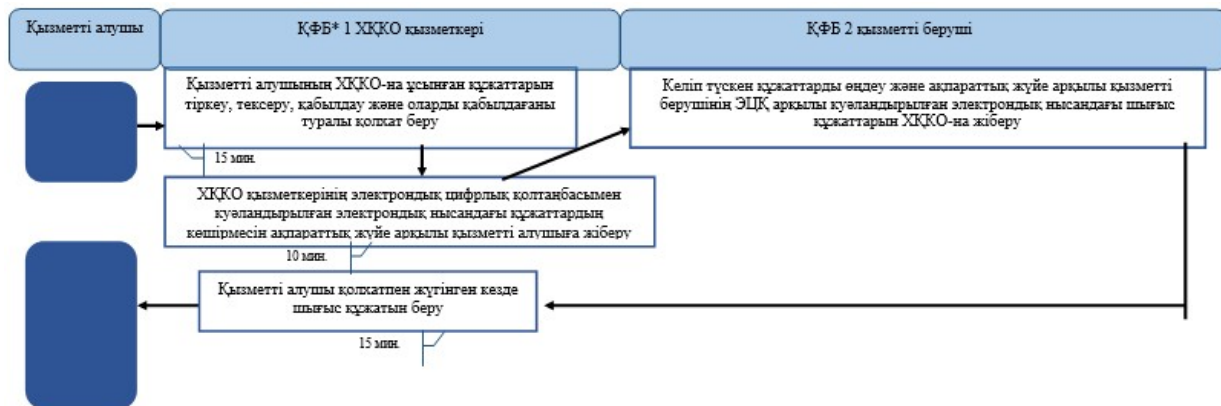 Қызметті алушы
ҚФБ* 1 ХҚКО қызметкері
ҚФБ 2 қызметті беруші
Қызметті алушының ХҚКО-на ұсынған құжаттарын
тіркеу, тексеру, қабылдау және оларды қабылдағаны
туралы қолхат беру
Келіп түскен құжаттарды өңдеу және ақпараттық жүйе арқылы қызметті
берушінің ЭЦҚ арқылы куәландырылған электрондық нысандағы шығыс
құжаттарын ХҚКО-на жіберу
15 мин.
ХҚКО қызметкерінің электрондық цифрлық қолтаңбасымен
куәландырылған электрондық нысандағы құжаттардың
көшірмесін ақпараттық жүйе арқылы қызметті алушыға жіберу
10 мин.
Қызметті алушы қолхатпен жүгінген кезде
шығыс құжатын беру
15 мин.